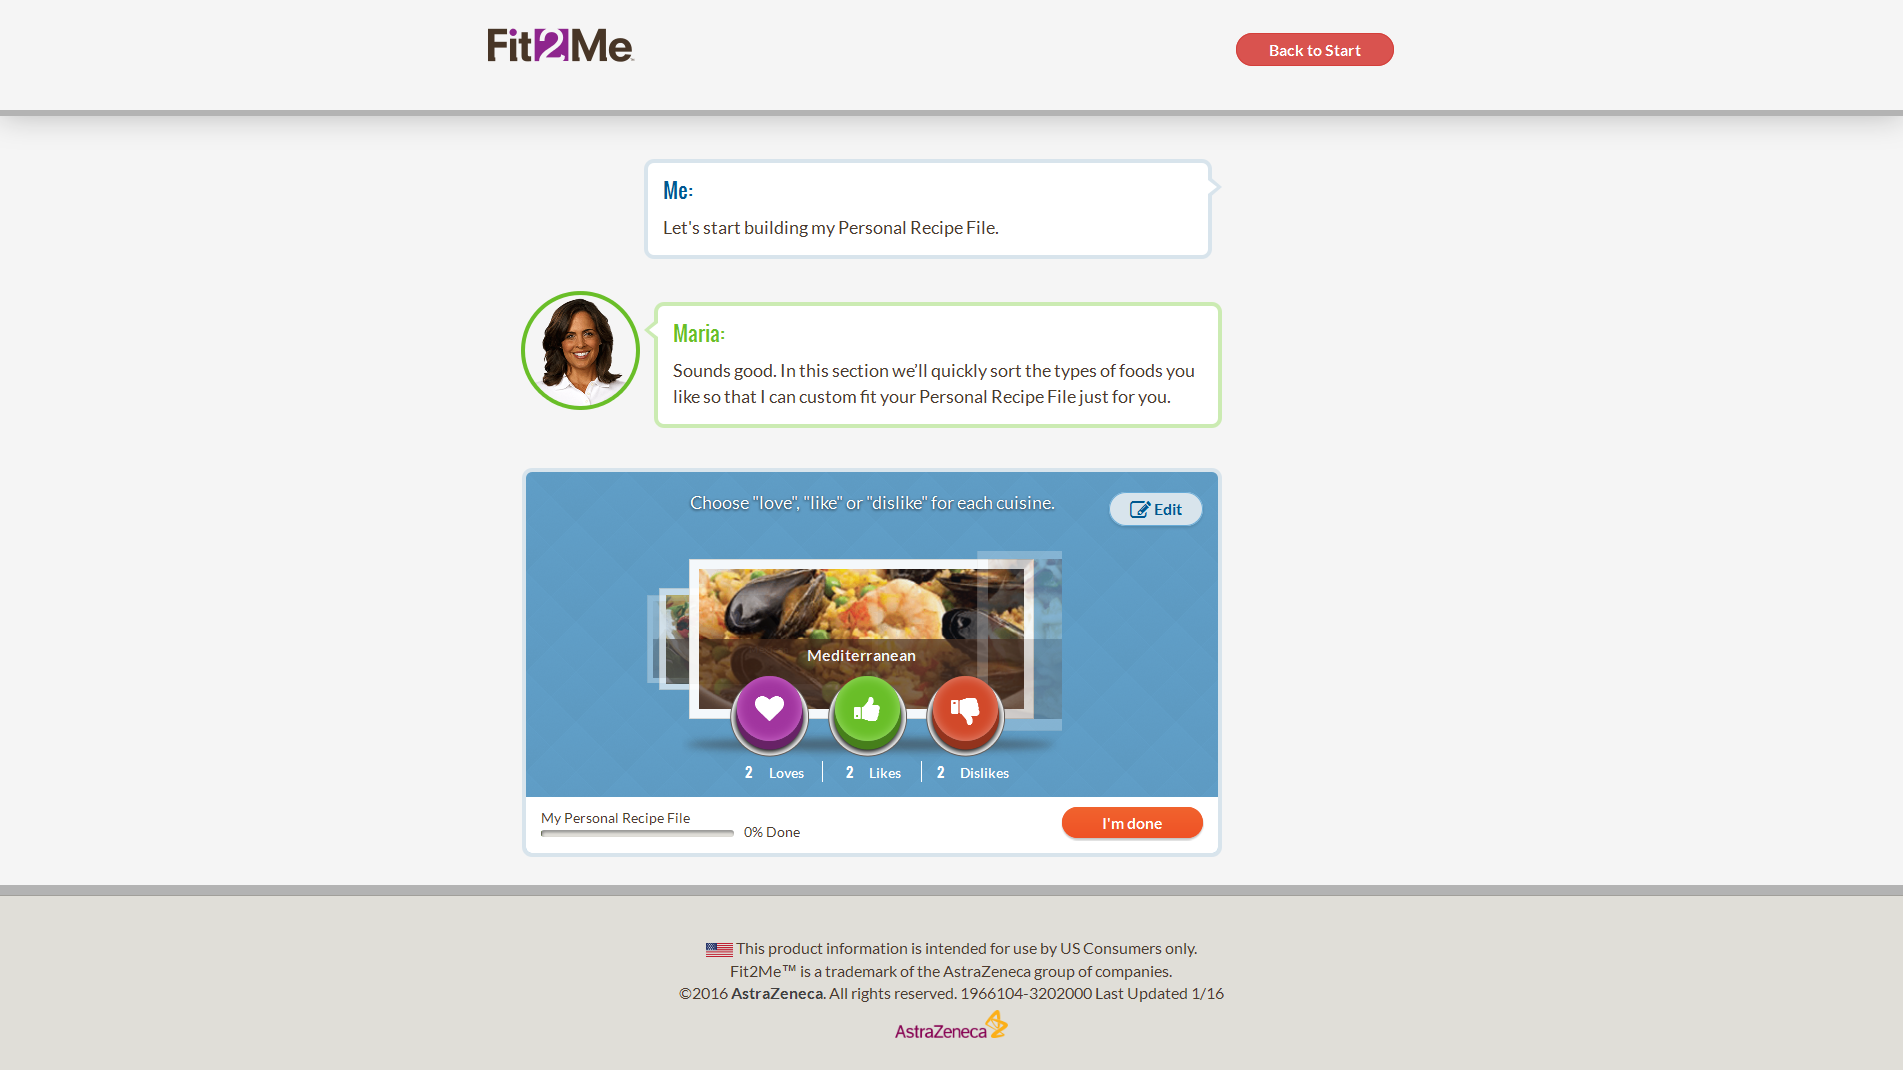 Fit2Me™
Back to Start
Me:
Let's start building my Personal Recipe File.
Maria:
Sounds good. In this section we’ll quickly sort the types of foods you
like so that I can custom fit your Personal Recipe File just for you.
Choose "love", "like" or "dislike" for each cuisine.
Edit
Mediterranean
2 Loves
2 Likes
2 Dislikes
My Personal Recipe File
0% Done
I'm done
This product information is intended for use by US Consumers only.
Fit2Me™ is a trademark of the AstraZeneca group of companies.
©2016 AstraZeneca. All rights reserved. 1966104-3202000 Last Updated 1/16
AstraZeneca